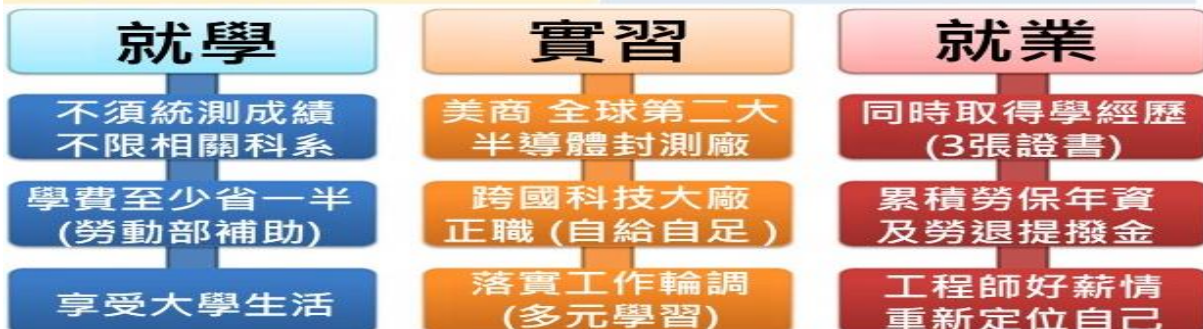 就學
不須統測成績
不限相關科系
學費至少省一半
(勞動部補助)
享受大學生活
實習
美商 全球第二大
半導體封測廠
跨國科技大廠
正職 (自給自足 )
落實工作輪調
(多元學習)
就業
同時取得學經歷
(3張證書)
累積勞保年資
及勞退提撥金
工程師好薪情
重新定位自己